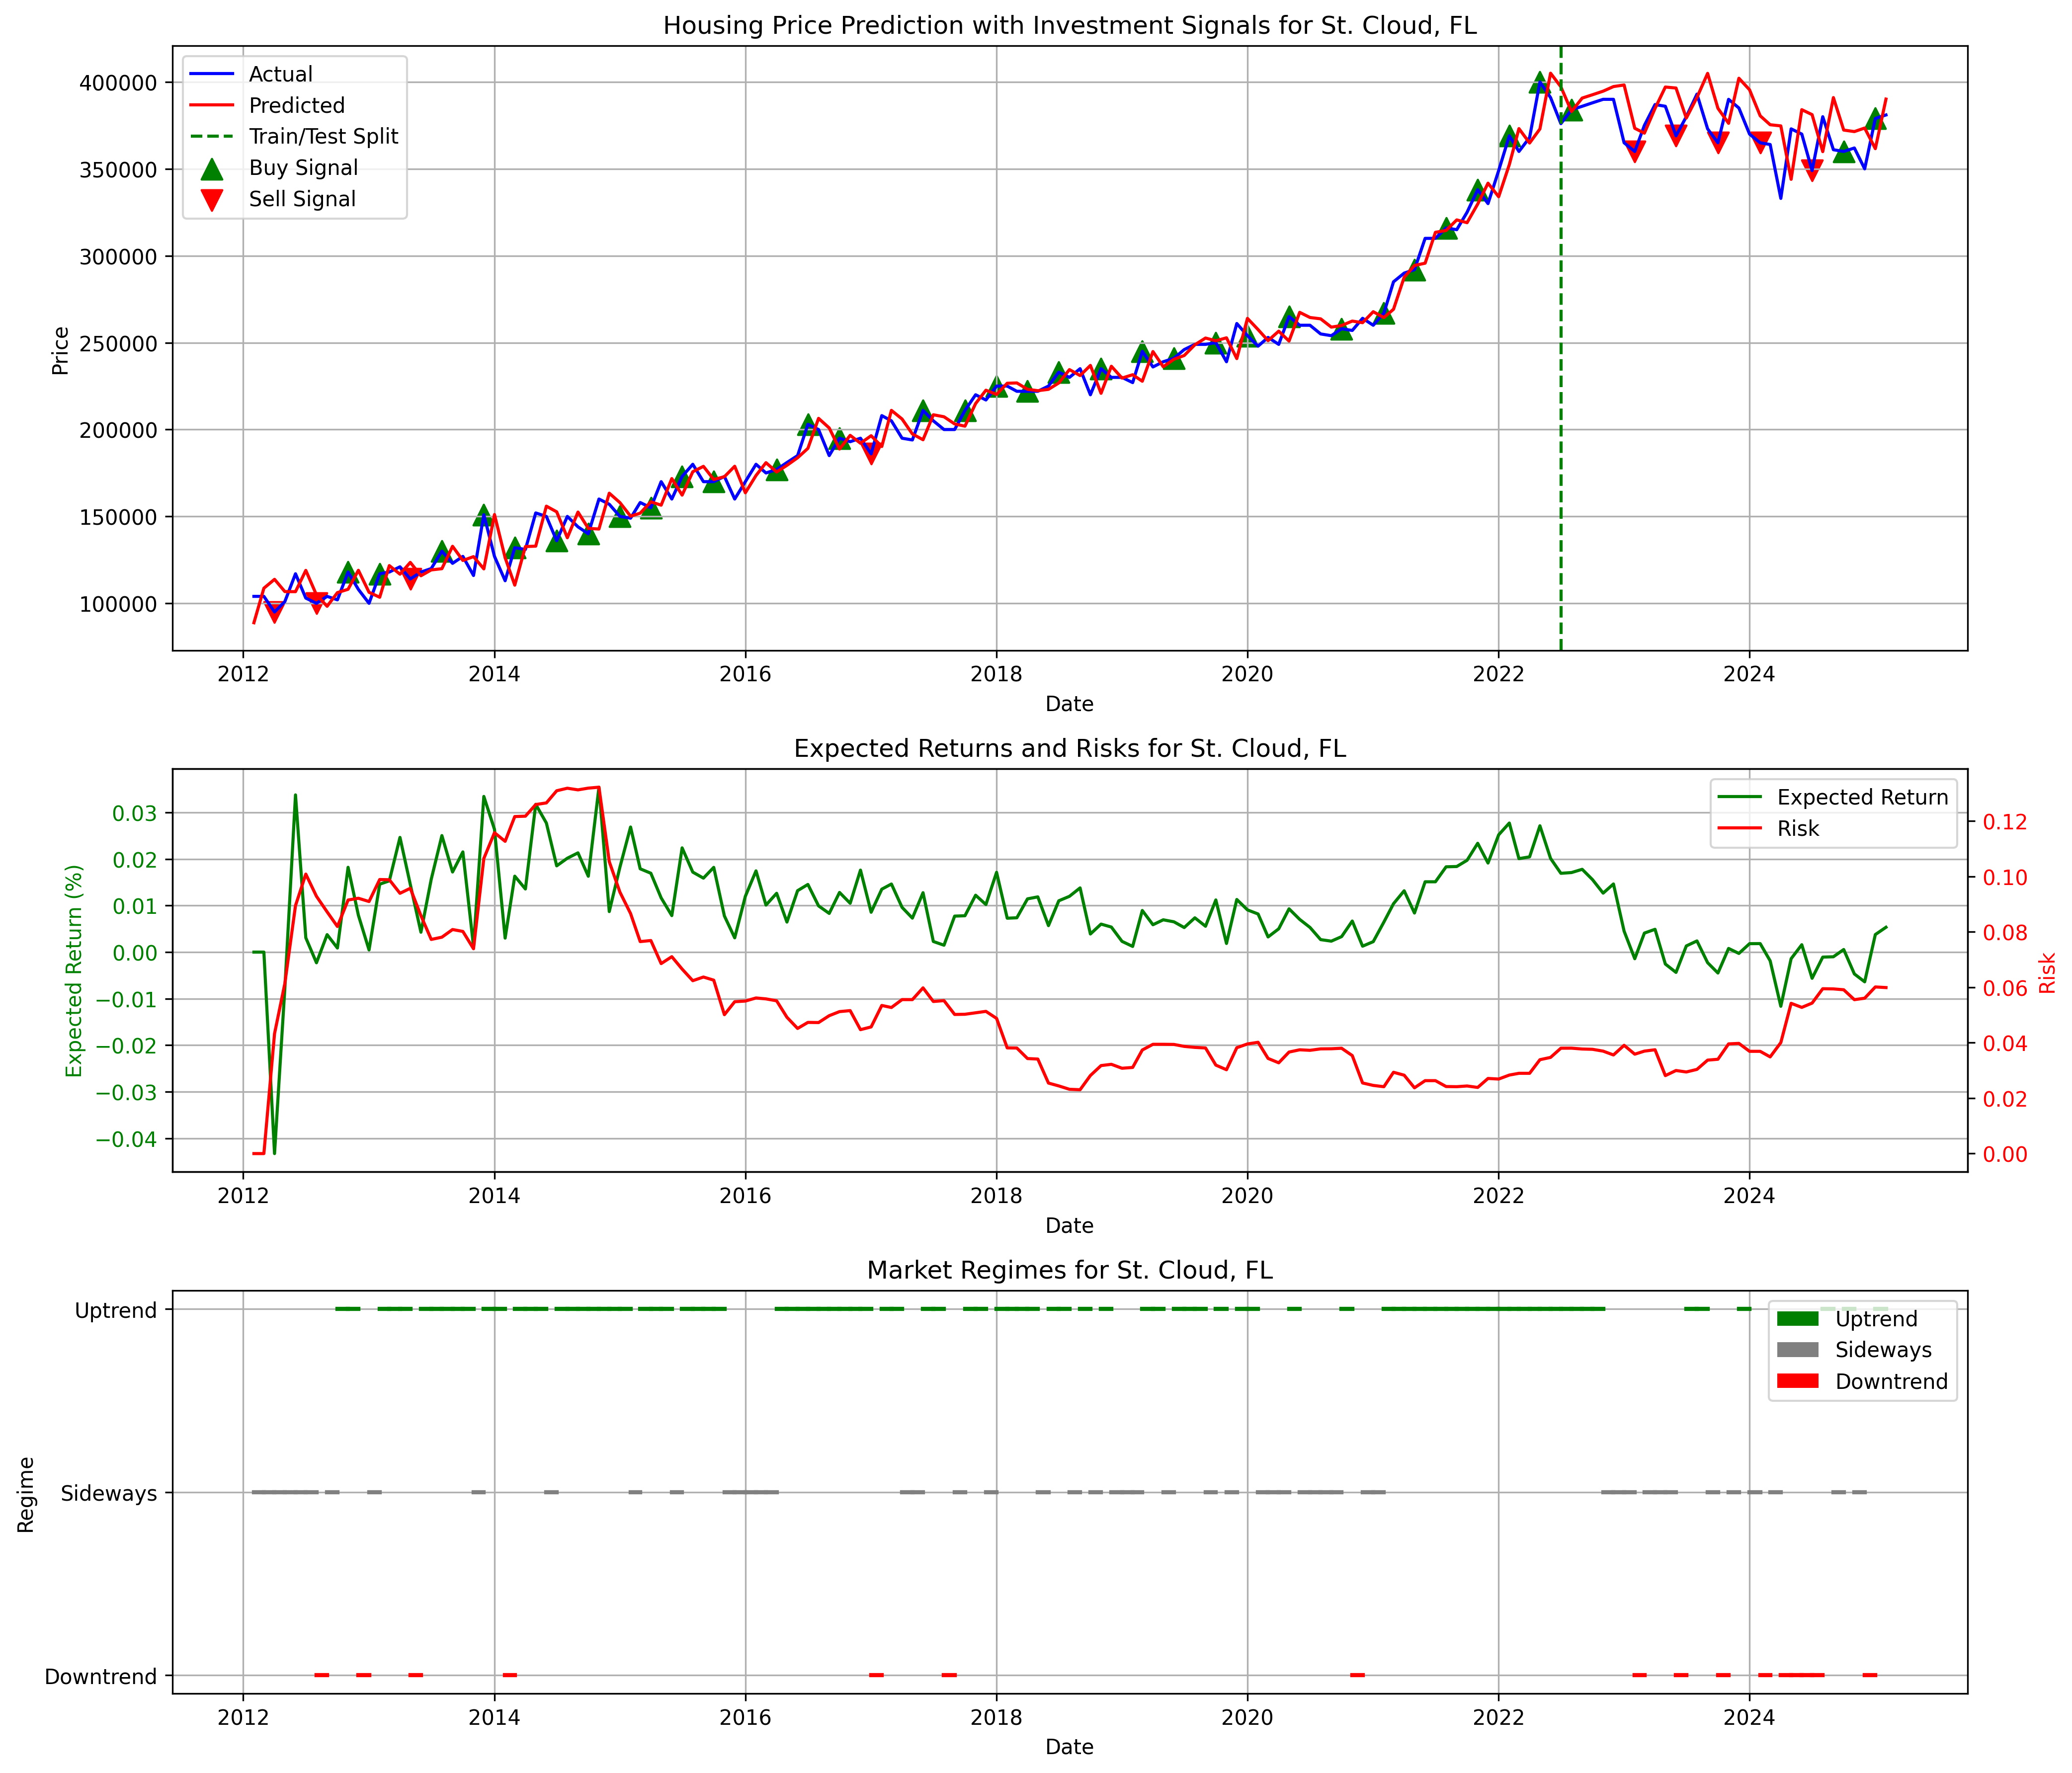 Housing Price Prediction with Investment Signals for St. Cloud, FL
Actual
Predicted
Train/Test Split
Buy Signal
Sell Signal
400000
350000
300000
250000
200000
150000
100000
Price
2012 2014 2016 2018 2020 2022 2024
Date
Expected Returns and Risks for St. Cloud, FL
Expected Return
Risk
0.03
0.02
0.01
0.00
−0.01
−0.02
−0.03
−0.04
Expected Return (%)
0.12
0.10
0.08
0.06
0.04
0.02
0.00
Risk
2012 2014 2016 2018 2020 2022 2024
Date
Market Regimes for St. Cloud, FL
Uptrend
Sideways
Downtrend
Uptrend
Sideways
Downtrend
Regime
2012 2014 2016 2018 2020 2022 2024
Date